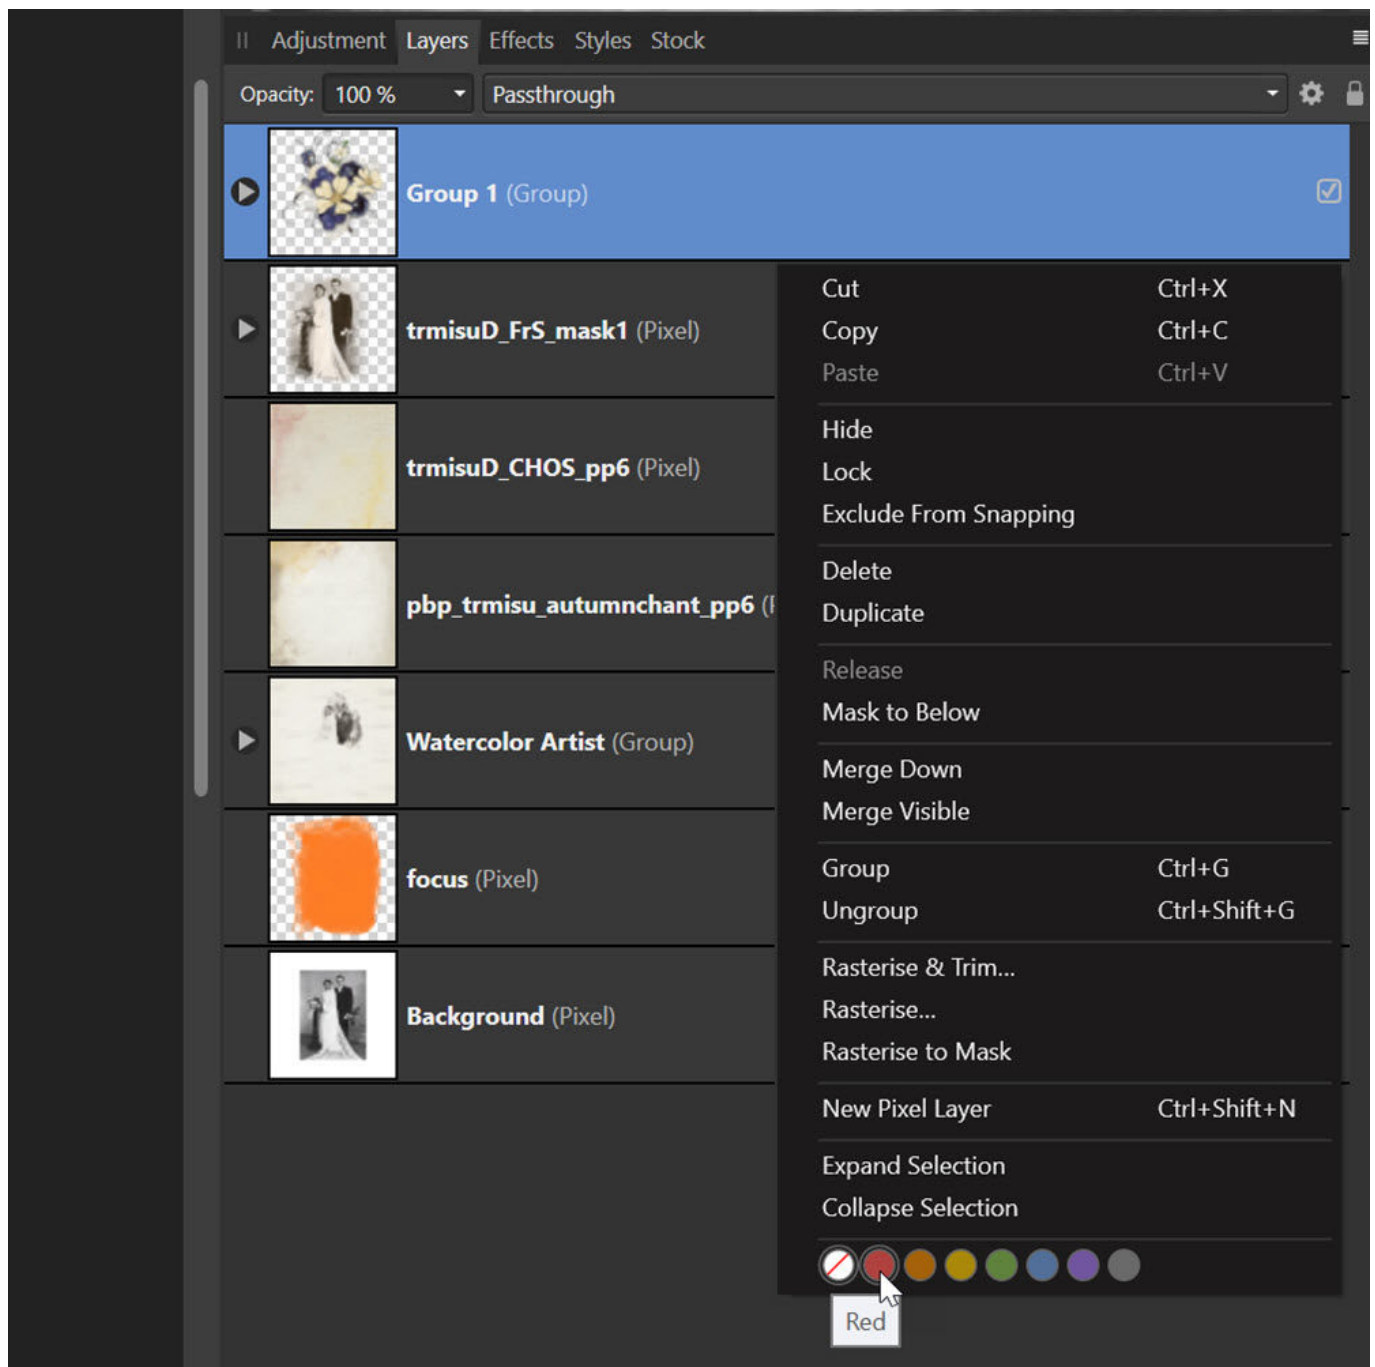 Adjustment Layers Effects Styles Stock
Opacity: 100 % Passthrough
Group 1 (Group)
trmisuD_FrS_mask1 (Pixel)
trmisuD_CHOS_pp6 (Pixel)
pbp_trmisu_autumnchant_pp6
Watercolor Artist (Group)
focus (Pixel)
Background (Pixel)
Cut Ctrl+X
Copy Ctrl+C
Paste Ctrl+V
Hide
Lock
Exclude From Snapping
Delete
Duplicate
Release
Mask to Below
Merge Down
Merge Visible
Group Ctrl+G
Ungroup Ctrl+Shift+G
Rasterise & Trim...
Rasterise...
Rasterise to Mask
New Pixel Layer Ctrl+Shift+N
Expand Selection
Collapse Selection
Red